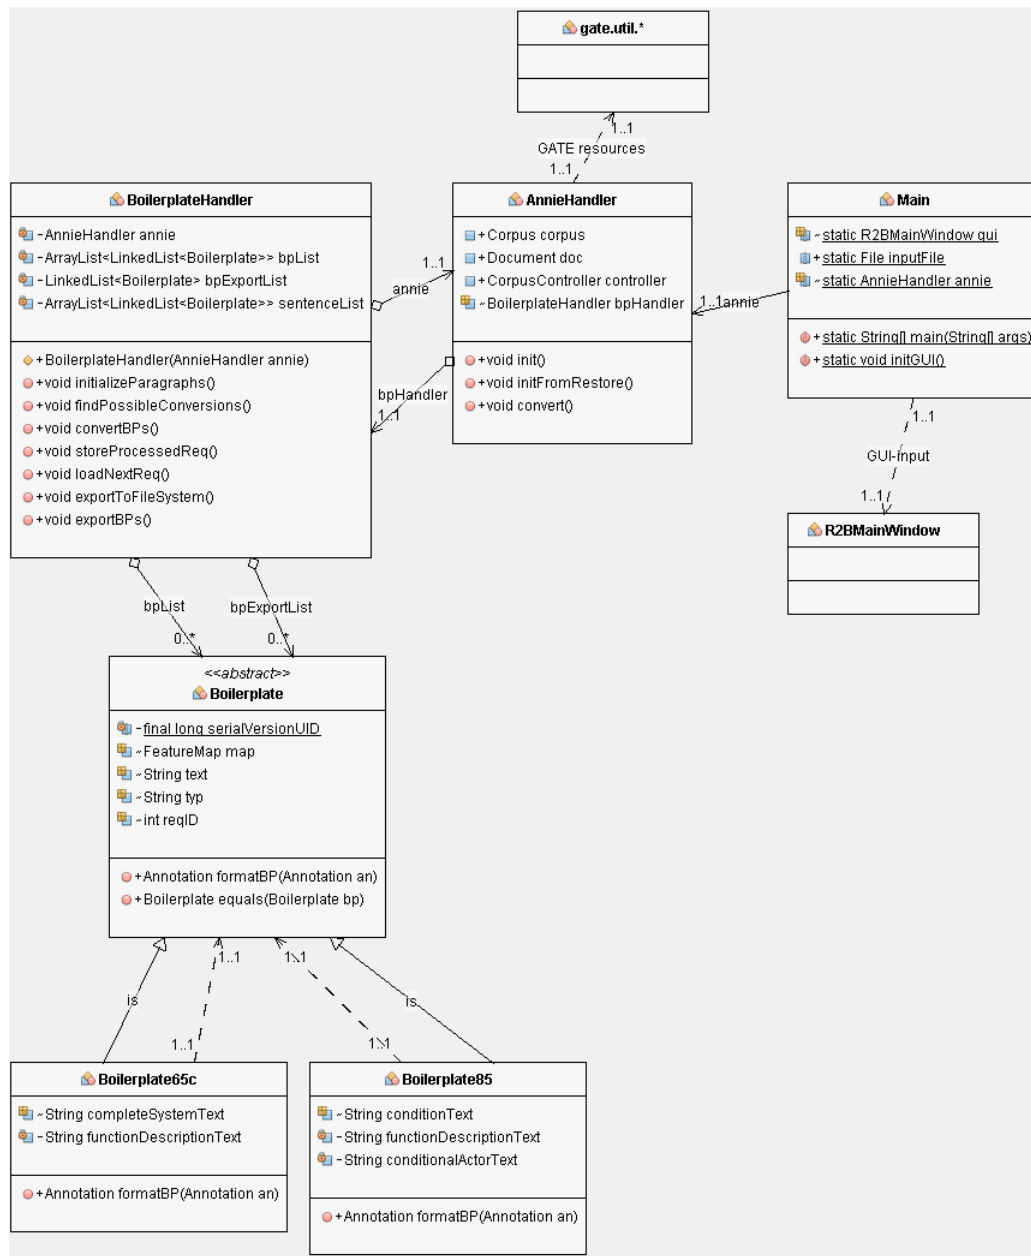 gate.util.*
1..1
GATE resources
1..1
BoilerplateHandler
-AnnieHandler annie
-ArrayList<LinkedList<Boilerplate>> bpList
-LinkedList<Boilerplate> bpExportList
-ArrayList<LinkedList<Boilerplate>> sentenceList
+BoilerplateHandler(AnnieHandler annie)
+void initializeParagraphs()
+void findPossibleConversions()
+void convertBPs()
+void storeProcessedReq()
+void loadNextReq()
+void exportToFileSystem()
+void exportBPs()
1..1
annie
bpHandler
1..1
AnnieHandler
+Corpus corpus
+Document doc
+CorpusController controller
~BoilerplateHandler bpHandler
+void init()
+void initFromRestore()
+void convert()
1..1annie
Main
~static R2BMainWindow gui
+static File inputFile
~static AnnieHandler annie
+static String[] main(String[] args)
+static void initGUI()
1..1
GUI-Input
1..1
R2BMainWindow
bpList
bpExportList
0..*
0..*
<<abstract>>
Boilerplate
-final long serialVersionUID
~FeatureMap map
~String text
~String typ
~int reqID
+Annotation formatBP(Annotation an)
+Boilerplate equals(Boilerplate bp)
1..1
1..1
is
is
1..1
1..1
Boilerplate65c
~String completeSystemText
-String functionDescriptionText
+Annotation formatBP(Annotation an)
Boilerplate85
~String conditionText
-String functionDescriptionText
-String conditionalActorText
+Annotation formatBP(Annotation an)